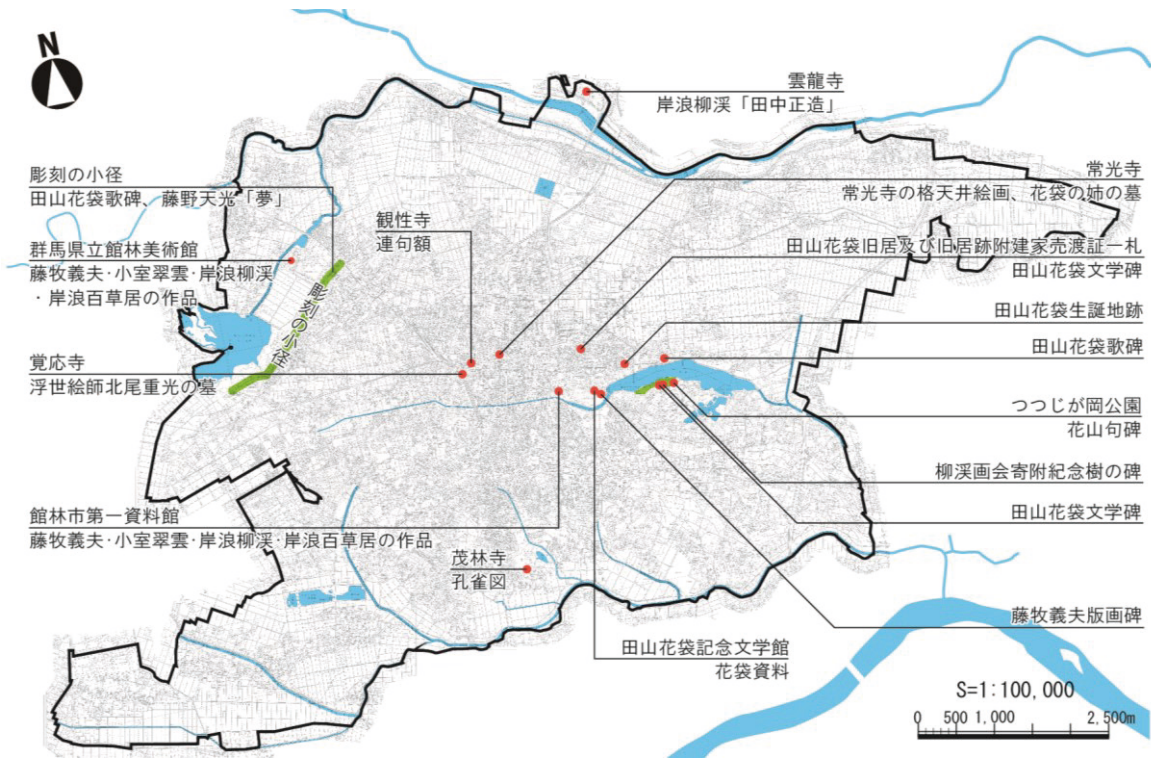 N
雲龍寺
岸浪柳渓「田中正造」
彫刻の小径
田山花袋歌碑、藤野天光「夢」
群馬県立館林美術館
藤牧義夫・小室翠雲・岸浪柳渓
・岸浪百草居の作品
観性寺
連句額
彫刻の小径
覚応寺
浮世絵師北尾重光の墓
常光寺
常光寺の格天井絵画、花袋の姉の墓
田山花袋旧居及び旧居跡附建家売渡証一札
田山花袋文学碑
田山花袋生誕地跡
田山花袋歌碑
つつじが岡公園
花山句碑
柳渓画会寄附紀念樹の碑
田山花袋文学碑
館林市第一資料館
藤牧義夫・小室翠雲・岸浪柳渓・岸浪百草居の作品
茂林寺
孔雀図
藤牧義夫版画碑
田山花袋記念文学館
花袋資料
S=1:100,000
0 500 1,000 2,500m